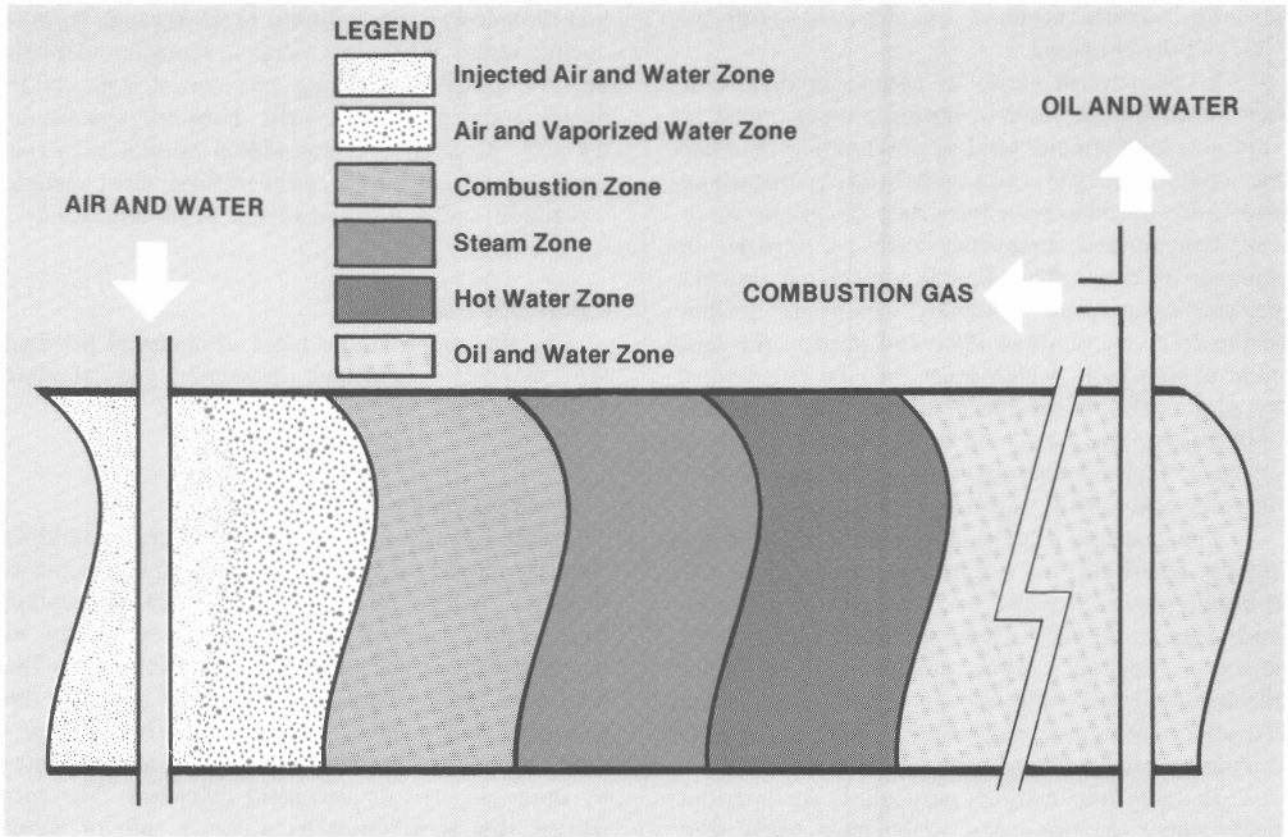 LEGEND
Injected Air and Water Zone
Air and Vaporized Water Zone
Combustion Zone
Steam Zone
Hot Water Zone
Oil and Water Zone
AIR AND WATER
OIL AND WATER
COMBUSTION GAS